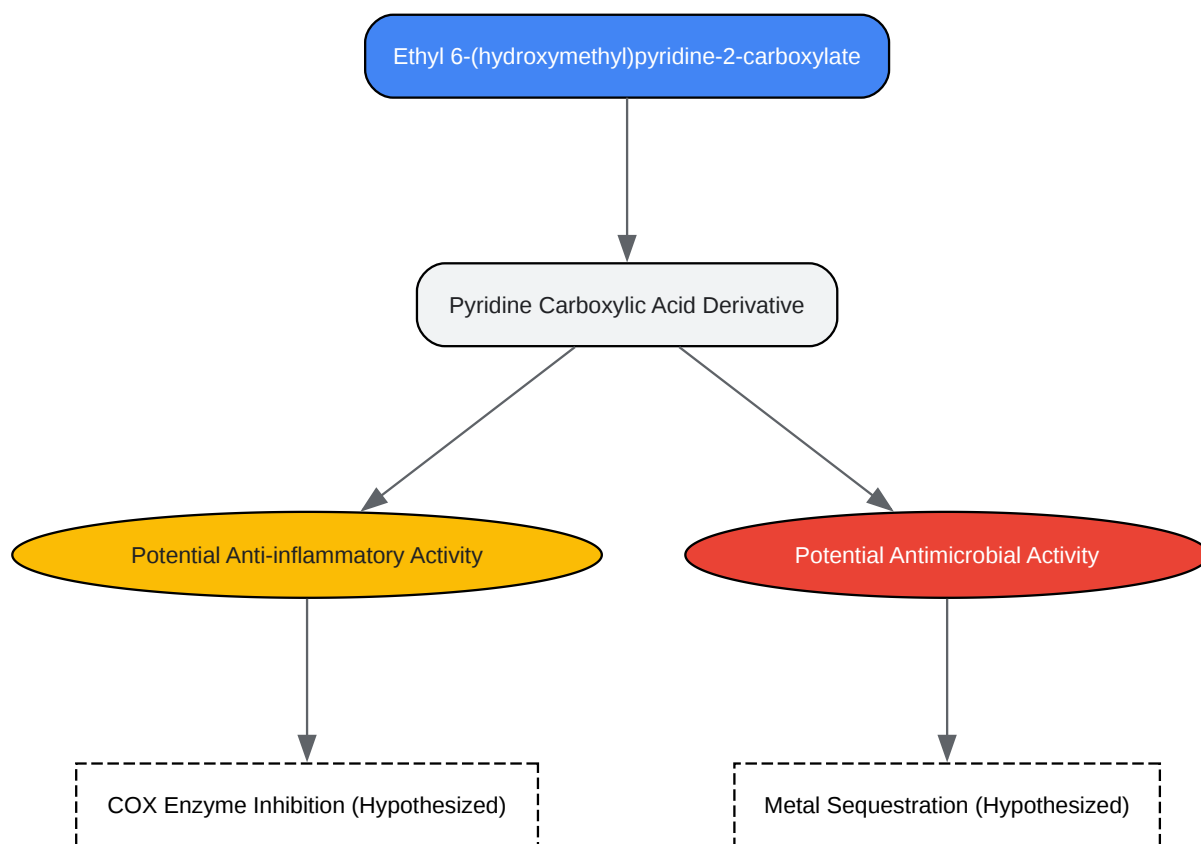 Ethyl 6-(hydroxymethyl)pyridine-2-carboxylate
Pyridine Carboxylic Acid Derivative
Potential Anti-inflammatory Activity
Potential Antimicrobial Activity
COX Enzyme Inhibition (Hypothesized)
Metal Sequestration (Hypothesized)